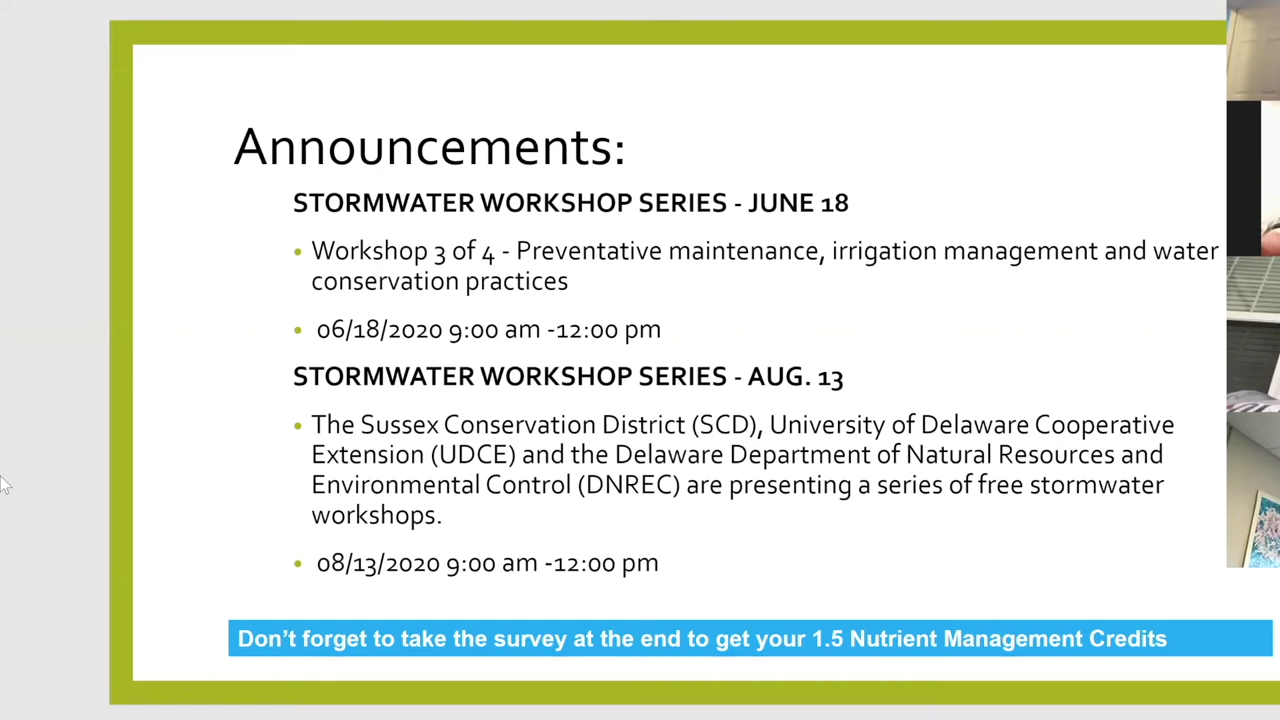 Announcements:
STORMWATER WORKSHOP SERIES - JUNE 18
• Workshop 3 of 4 - Preventative maintenance, irrigation management and water
conservation practices
• 06/18/2020 9:00 am -12:00 pm
STORMWATER WORKSHOP SERIES - AUG. 13
• The Sussex Conservation District (SCD), University of Delaware Cooperative
Extension (UDCE) and the Delaware Department of Natural Resources and
Environmental Control (DNREC) are presenting a series of free stormwater
workshops.
• 08/13/2020 9:00 am -12:00 pm
Don't forget to take the survey at the end to get your 1.5 Nutrient Management Credits